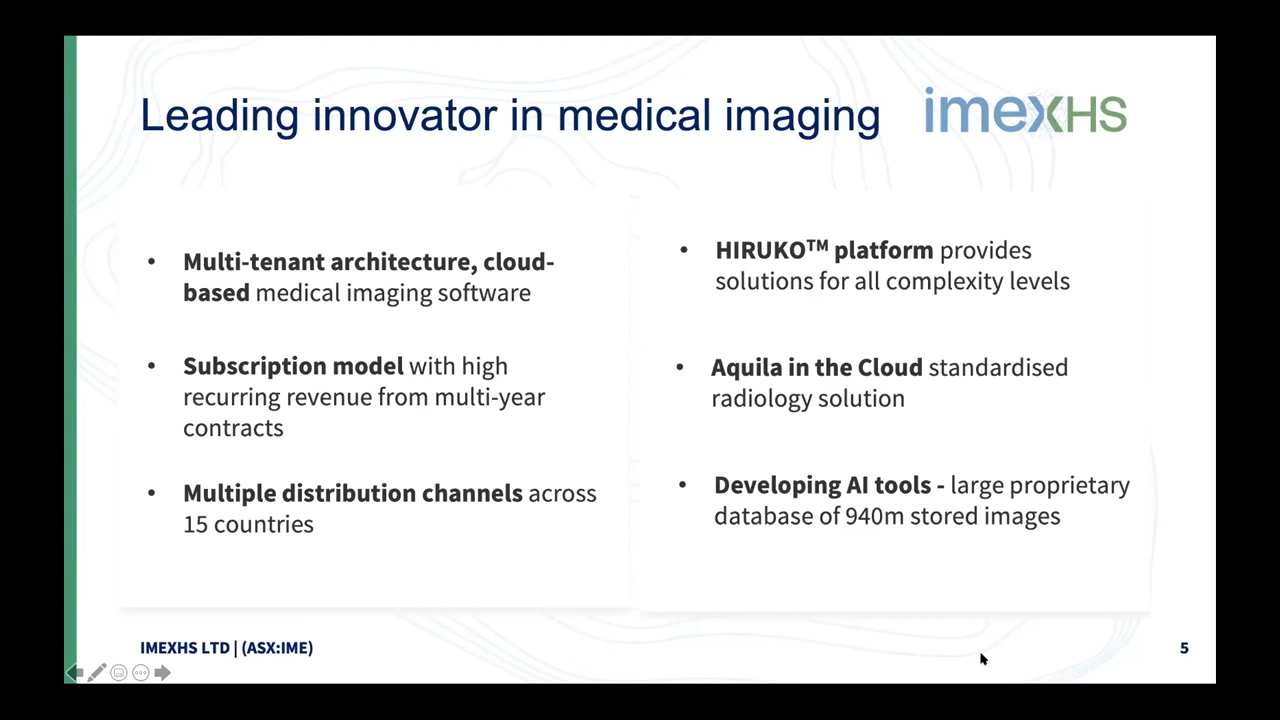 Leading innovator in medical imaging
imexHS
• Multi-tenant architecture, cloud-
based medical imaging software
• Subscription model with high
recurring revenue from multi-year
contracts
• Multiple distribution channels across
15 countries
• HIRUKO™ platform provides
solutions for all complexity levels
• Aquila in the Cloud standardised
radiology solution
• Developing AI tools - large proprietary
database of 940m stored images
IMEXHS LTD | (ASX:IME)
5